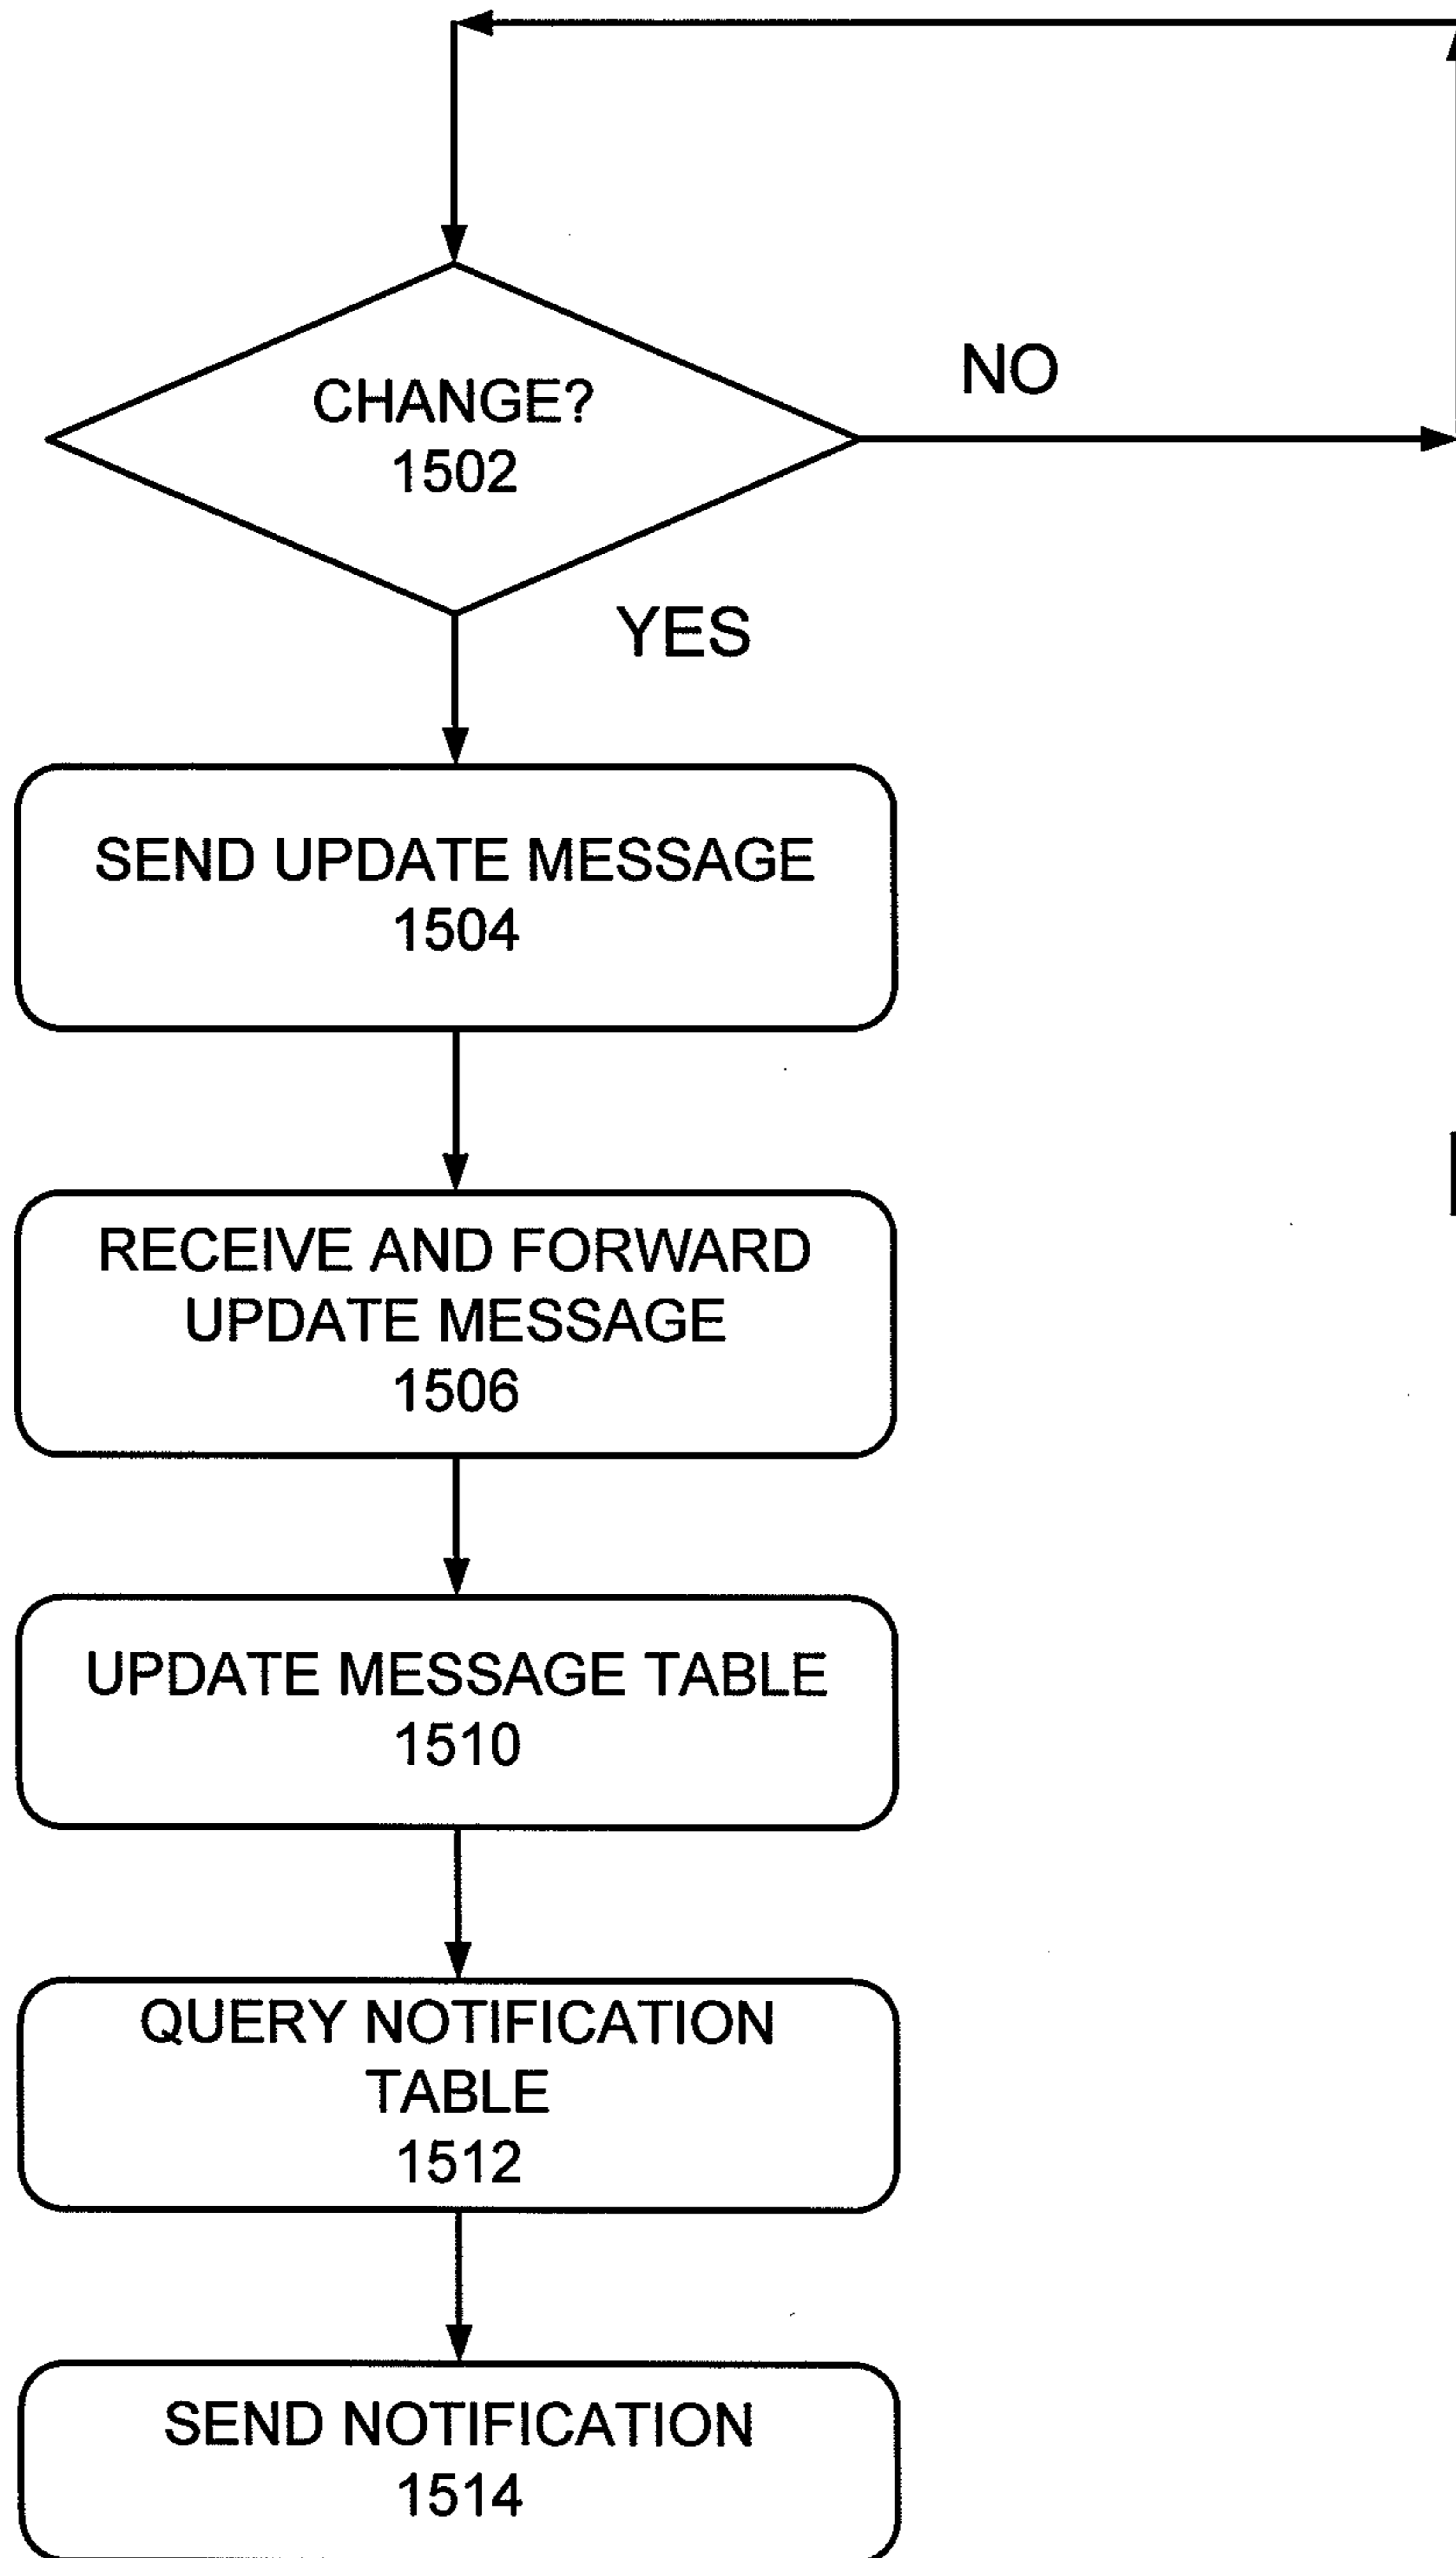 CHANGE?
1502
NO
YES
SEND UPDATE MESSAGE
1504
RECEIVE AND FORWARD
UPDATE MESSAGE
1506
UPDATE MESSAGE TABLE
1510
QUERY NOTIFICATION
TABLE
1512
SEND NOTIFICATION
1514